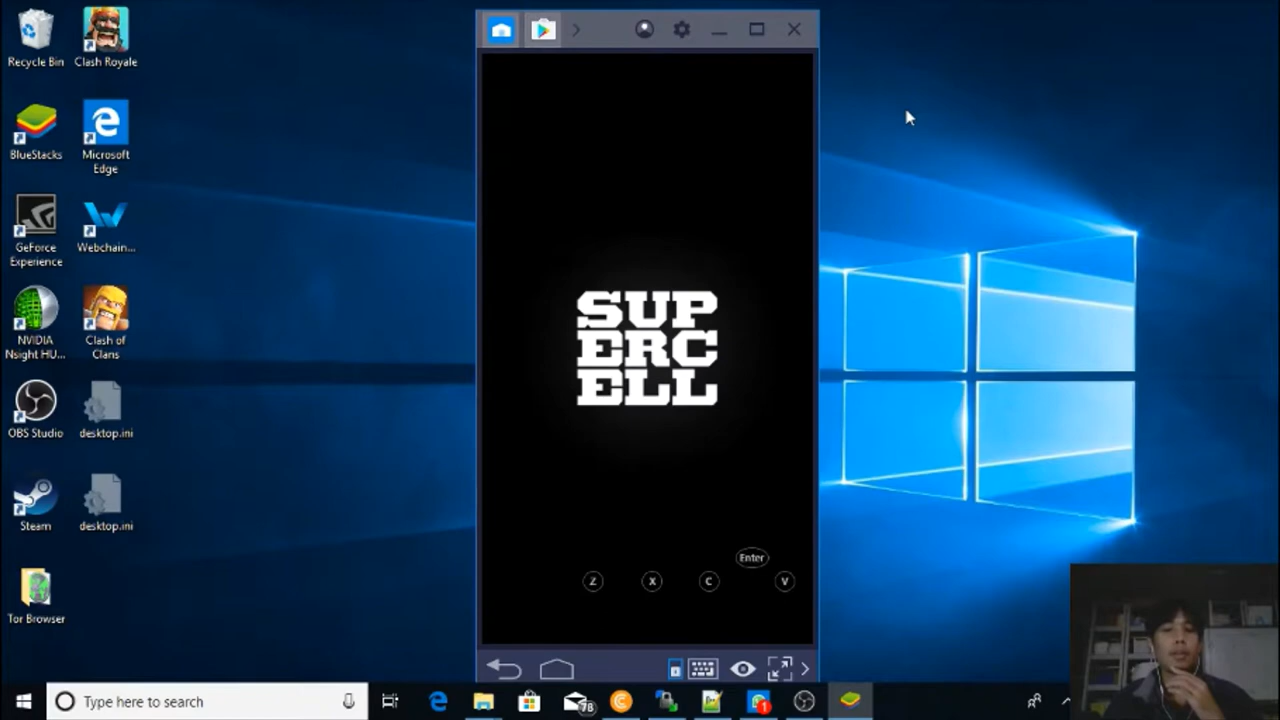 Recycle Bin
Clash Royale
BlueStacks
Microsoft
Edge
GeForce
Experience
Webchain...
NVIDIA
Nsight HU...
Clash of
Clans
OBS Studio
desktop.ini
Steam
desktop.ini
Tor Browser
SUP
ERC
ELL
Enter
Z
X
C
V
Type here to search
78
1